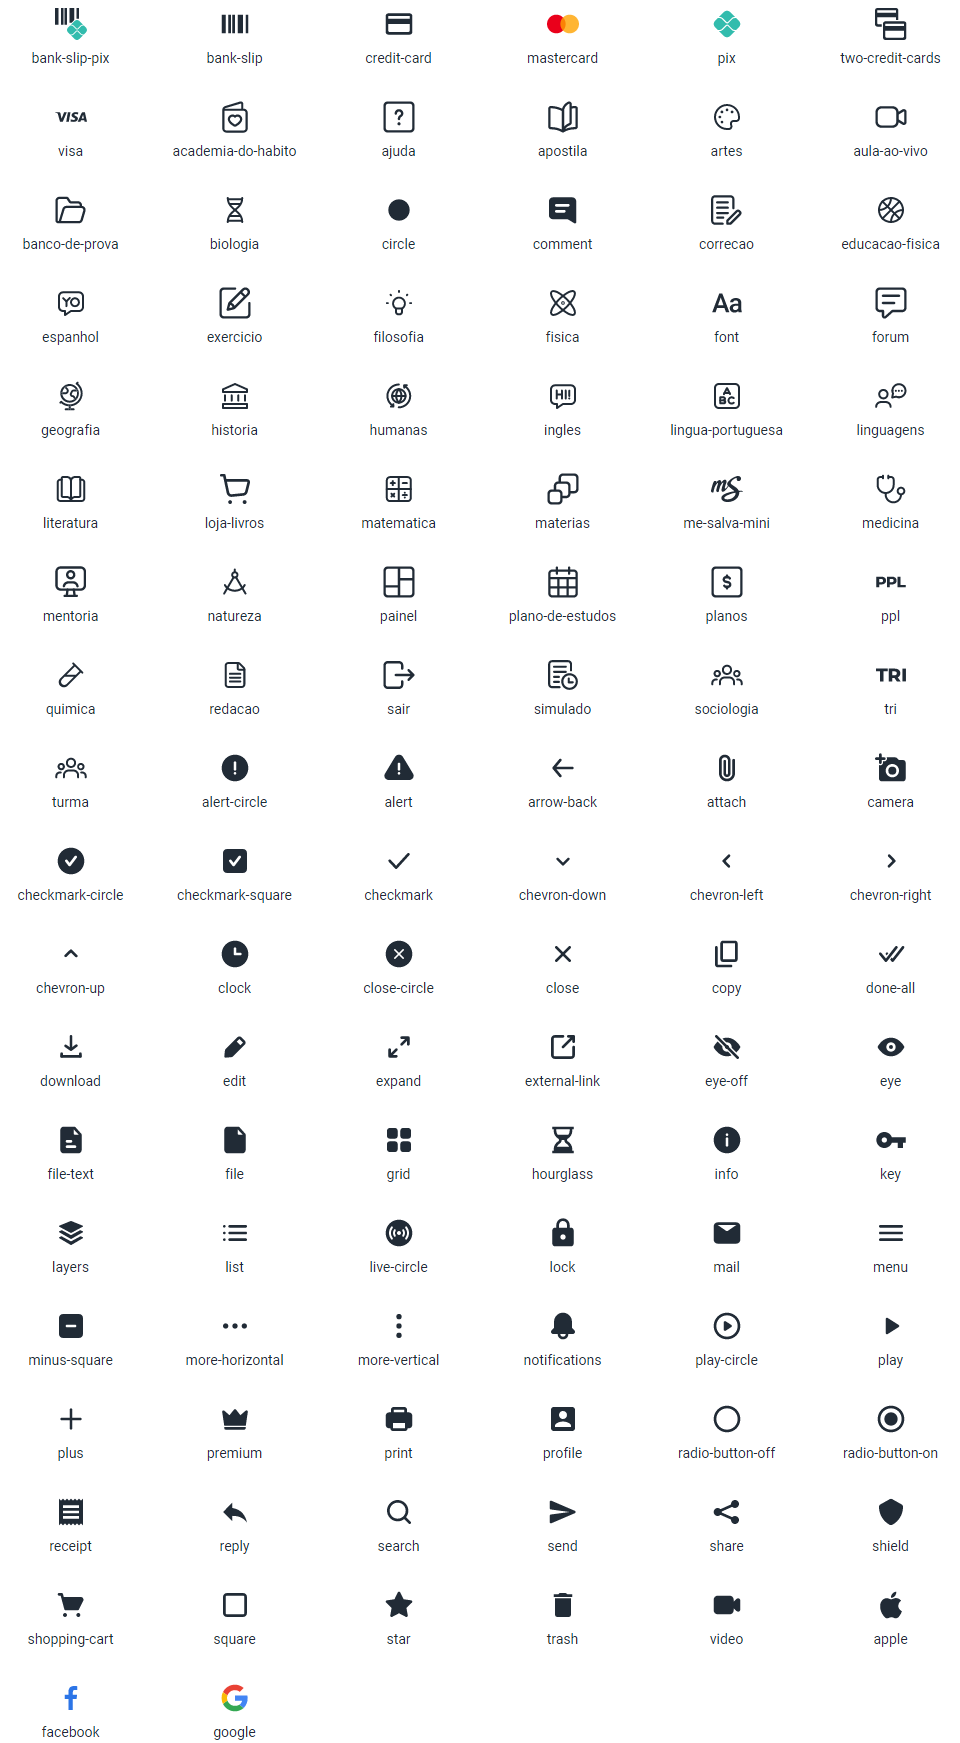 bank-slip-pix bank-slip credit-card mastercard pix two-credit-cards
VISA
visa academia-do-habito ajuda apostila artes aula-ao-vivo
banco-de-prova biologia circle comment correcao educacao-fisica
YO Aa
espanhol exercicio filosofia fisica font forum
HI! A
BC
geografia historia humanas ingles lingua-portuguesa linguagens
mS
literatura loja-livros matematica materias me-salva-mini medicina
$ PPL
mentoria natureza painel plano-de-estudos planos ppl
TRI
quimica redacao sair simulado sociologia tri
turma alert-circle alert arrow-back attach camera
checkmark-circle checkmark-square checkmark chevron-down chevron-left chevron-right
chevron-up clock close-circle close copy done-all
download edit expand external-link eye-off eye
file-text file grid hourglass info key
layers list live-circle lock mail menu
minus-square more-horizontal more-vertical notifications play-circle play
plus premium print profile radio-button-off radio-button-on
receipt reply search send share shield
shopping-cart square star trash video apple
facebook google